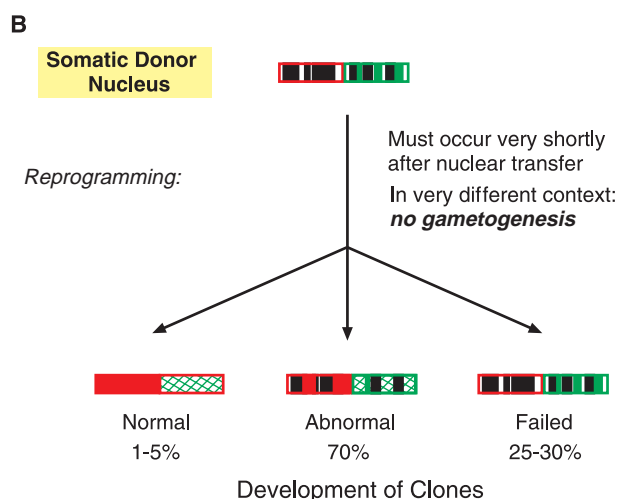 B
Somatic Donor
Nucleus
Must occur very shortly
after nuclear transfer
Reprogramming:
In very different context:
no gametogenesis
Normal
Abnormal
Failed
1-5%
70%
25-30%
Development of Clones